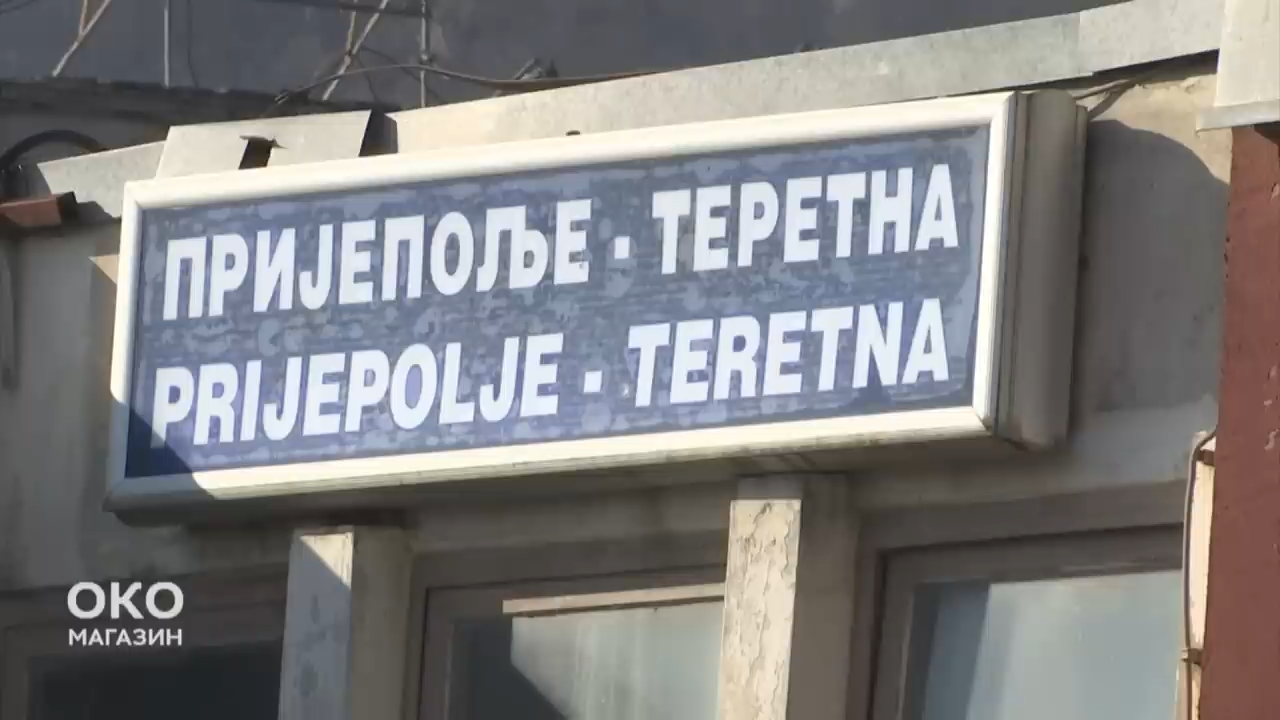 ПРИЈЕПОЉЕ · ТЕРЕТНА
PRIJEPOLJE · TERETNA
ОКО
МАГАЗИН